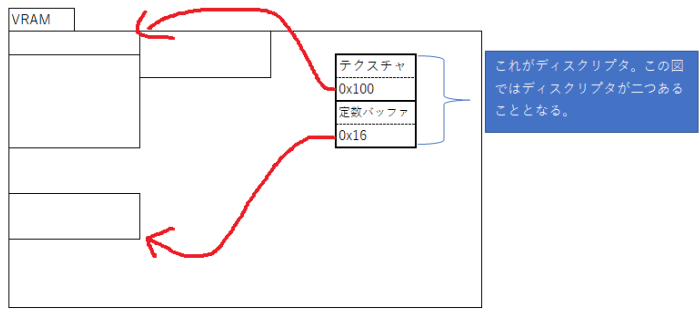 VRAM
テクスチャ
0x100
定数バッファ
0x16
これがディスクリプタ。この図
ではディスクリプタが二つある
こととなる。